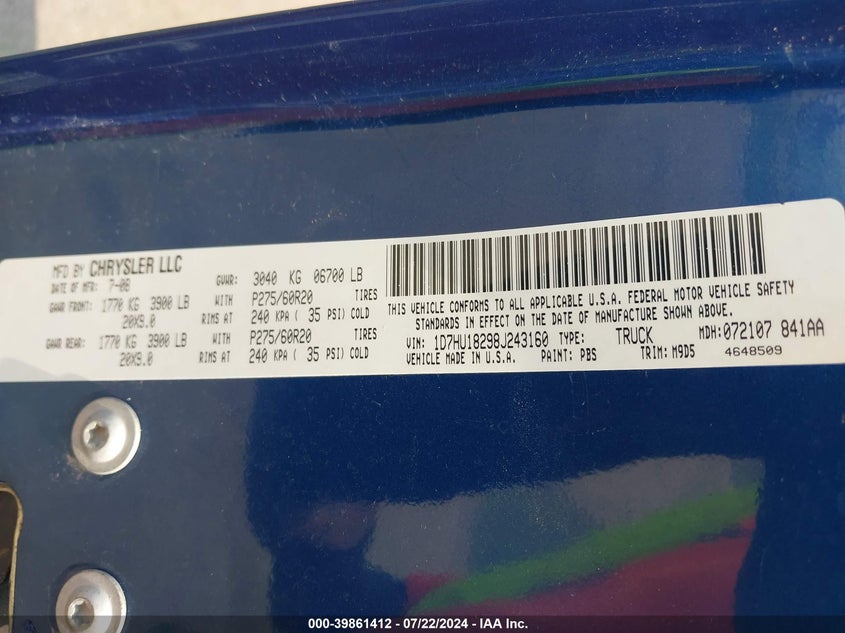 MFD BY CHRYSLER LLC
DATE OF MFR: 7-08
GVWR: 3040 KG 06700 LB
GAWR FRONT: 1770 KG 3900 LB WITH P275/60R20 TIRES
20X9.0 RIMS AT 240 KPA ( 35 PSI) COLD
GAWR REAR: 1770 KG 3900 LB WITH P275/60R20 TIRES
20X9.0 RIMS AT 240 KPA ( 35 PSI) COLD
THIS VEHICLE CONFORMS TO ALL APPLICABLE U.S.A. FEDERAL MOTOR VEHICLE SAFETY
STANDARDS IN EFFECT ON THE DATE OF MANUFACTURE SHOWN ABOVE.
VIN: 1D7HU18298J243160 TYPE: TRUCK MDH: 072107 841AA
VEHICLE MADE IN U.S.A. PAINT: PBS TRIM: M9D5 4648509
000-39861412 - 07/22/2024 - IAA Inc.